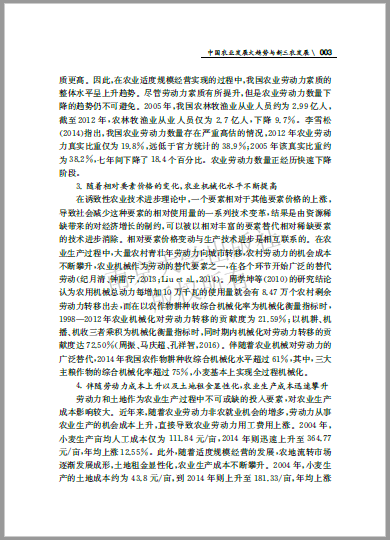 中国农业发展大趋势与新三农发展 \ 003
质更高。因此,在农业适度规模经营实现的过程中,我国农业劳动力素质的
整体水平呈上升趋势。尽管劳动力素质有所提升,但是农业劳动力数量下
降的趋势仍不可避免。2005年,我国农林牧渔业从业人员约为2.99亿人,
截至2012年,农林牧渔业从业人员仅为2.7亿人,下降9.7%。李雪松
(2014)指出,我国农业劳动力数量存在严重高估的情况,2012年农业劳动
力真实比重仅为19.8%,远低于官方统计的38.9%;2005年该真实比重约
为38.2%,七年间下降了18.4个百分比。农业劳动力数量正经历快速下降
阶段。
3. 随着相对要素价格的变化,农业机械化水平不断提高
在诱致性农业技术进步理论中,一个要素相对于其他要素价格的上涨,
导致社会减少这种要素的相对使用量的一系列技术变革,结果是由资源稀
缺带来的对经济增长的制约,可以被以相对丰富的要素替代相对稀缺要素
的技术进步消除。相对要素价格变动与生产技术进步是相互联系的。在农
业生产过程中,大量农村青壮年劳动力向城市转移,农村劳动力的机会成本
不断攀升,农业机械作为劳动的替代要素之一,在各个环节开始广泛的替代
劳动(纪月清、钟甫宁,2013;Liu et al.,2014)。周孝坤等(2010)的研究结论
认为农用机械总动力每增加10万千瓦的使用量就会有8.47万个农村剩余
劳动力转移出去,而在以农作物耕种收综合机械化率为机械化衡量指标时,
1998—2012年农业机械化对劳动力转移的贡献度为21.59%;以机耕、机
播、机收三者乘积为机械化衡量指标时,同时期内机械化对劳动力转移的贡
献度达72.50%(周振、马庆超、孔祥智,2016)。伴随着农业机械对劳动力的
广泛替代,2014年我国农作物耕种收综合机械化水平超过61%,其中,三大
主粮作物的综合机械化率超过75%,小麦基本上实现全过程机械化。
4. 伴随劳动力成本上升以及土地租金显性化,农业生产成本迅速攀升
劳动力和土地作为农业生产过程中不可或缺的投入要素,对农业生产
成本影响较大。近年来,随着农业劳动力非农就业机会的增多,劳动力从事
农业生产的机会成本上升,直接导致农业劳动力用工费用上涨。2004年,
小麦生产亩均人工成本仅为111.84元/亩,2014年则迅速上升至364.77
元/亩,年均上涨12.55%。此外,随着适度规模经营的发展,农地流转市场
逐渐发展成形,土地租金显性化,农业生产成本不断攀升。2004年,小麦生
产的土地成本约为43.8元/亩,到2014年则上升至181.33/亩,年均上涨